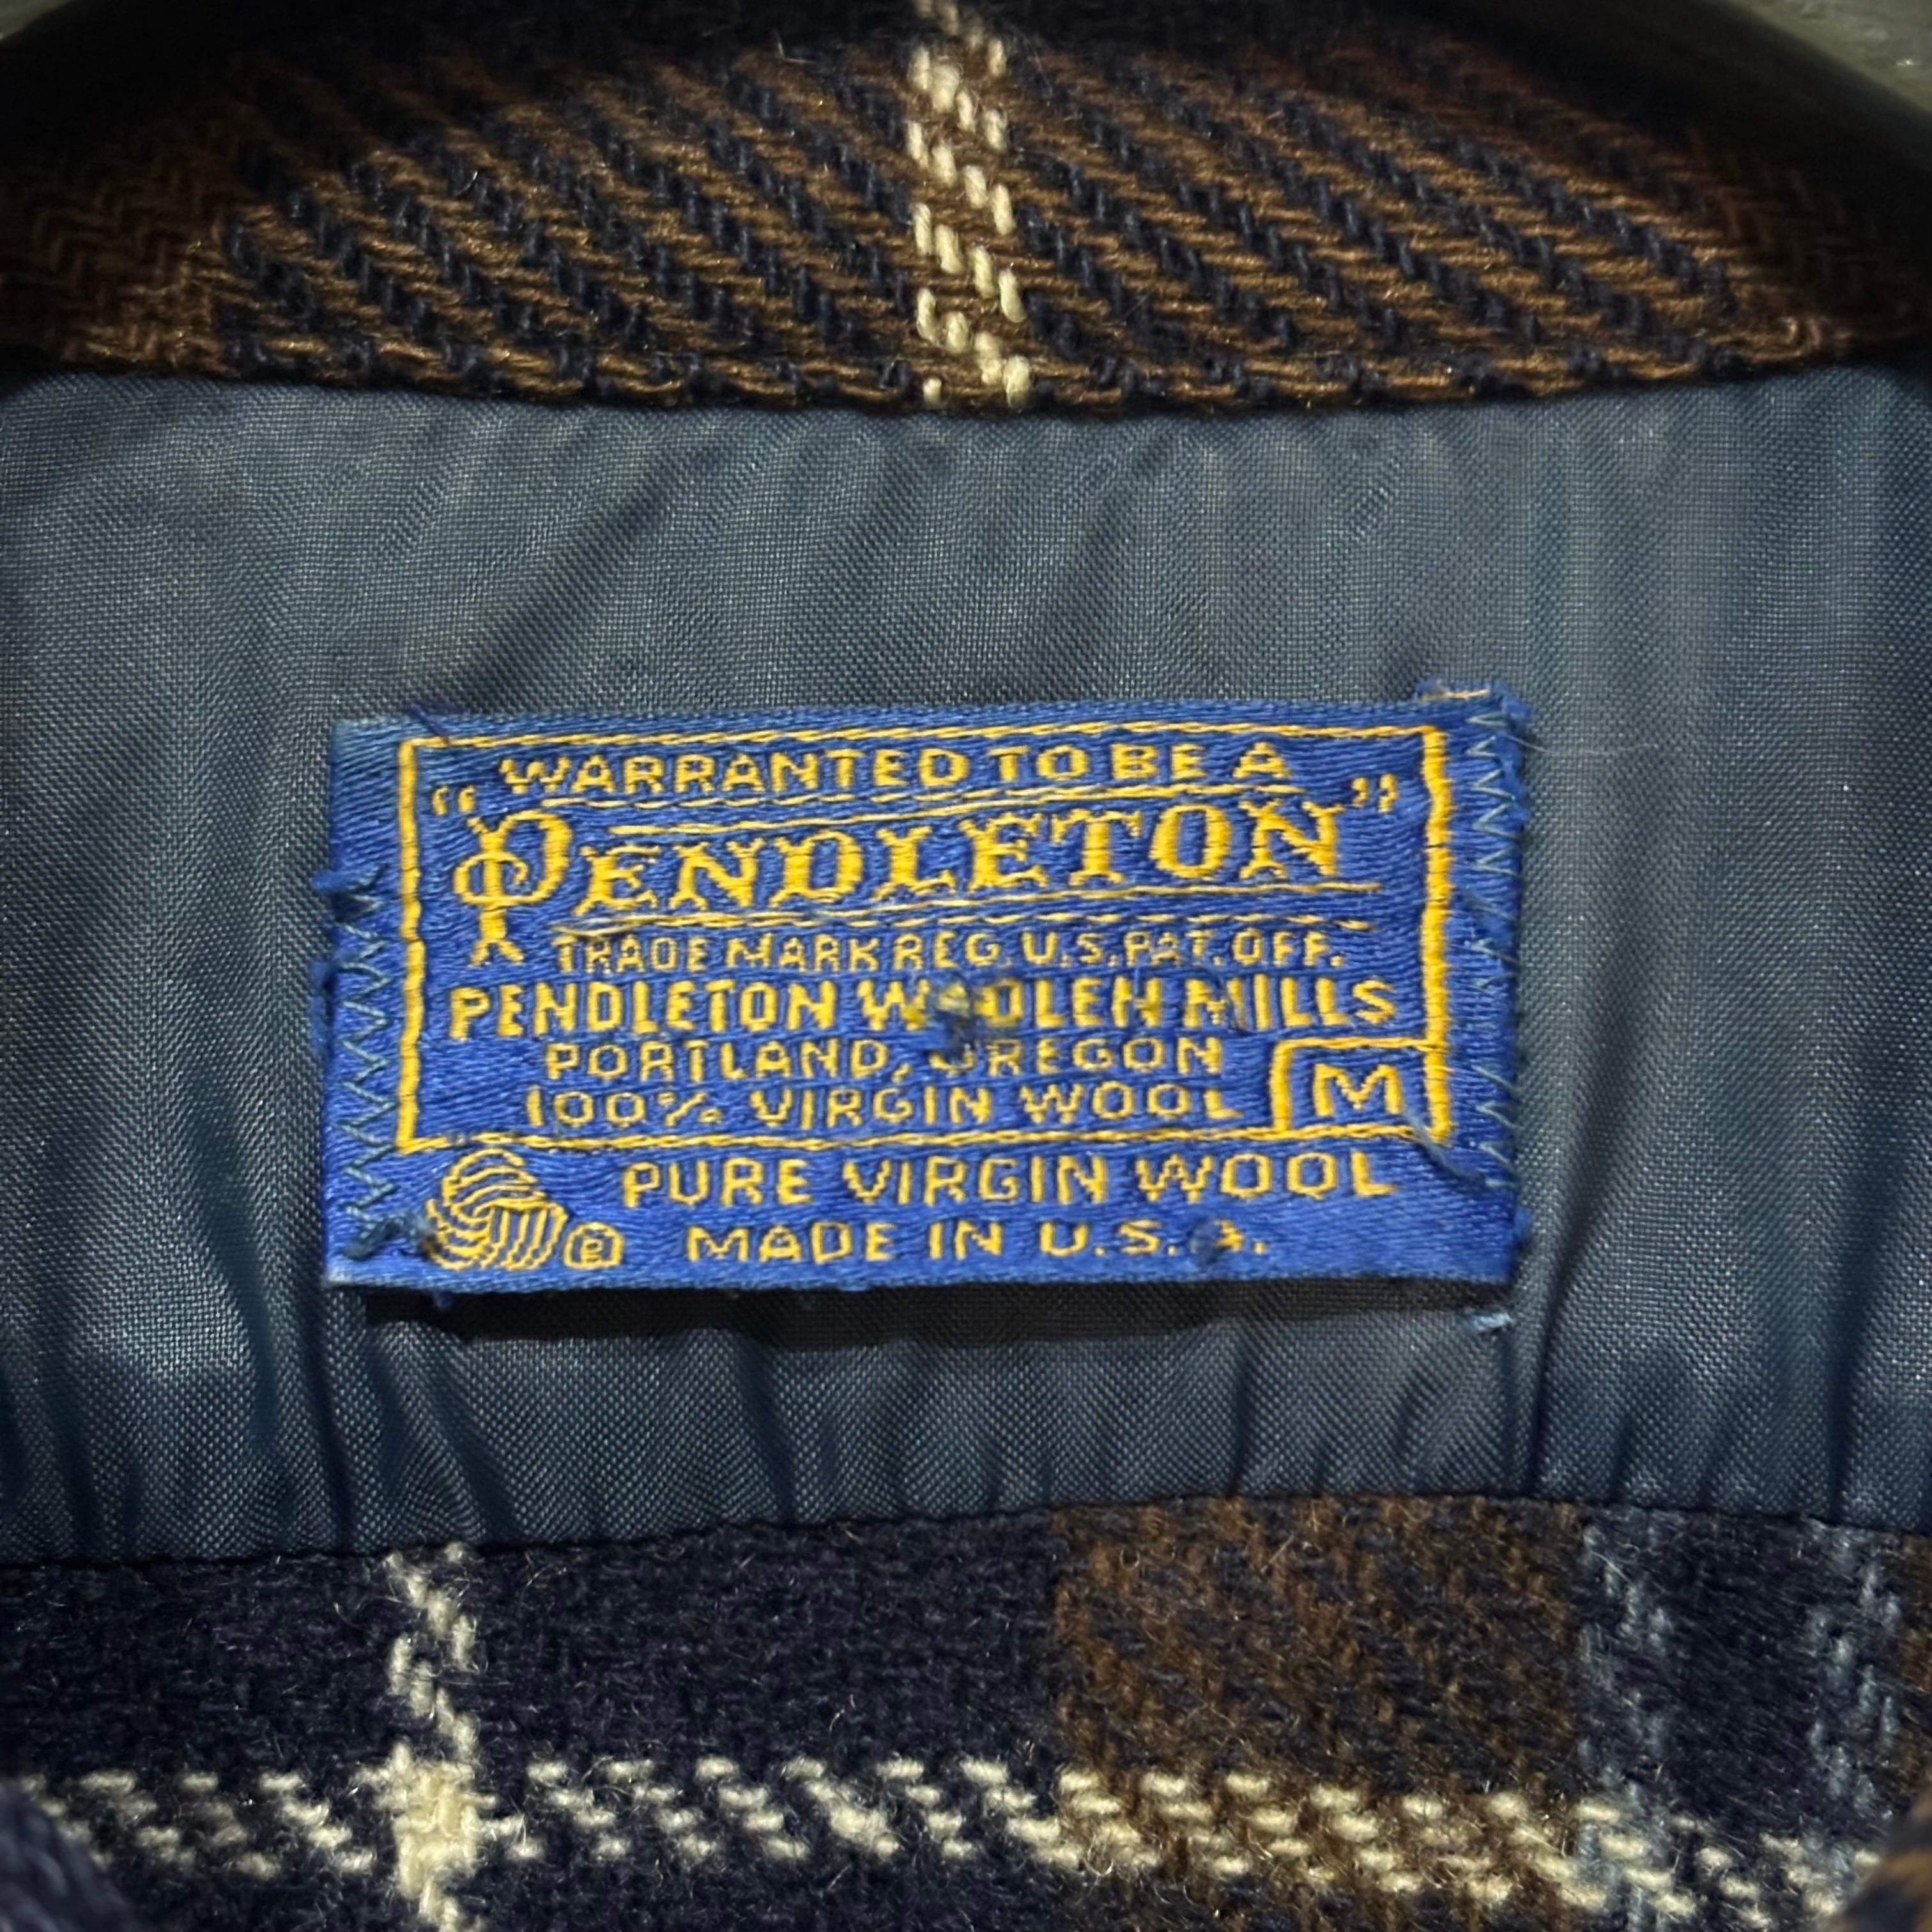 WARRANTED TO BE A
"PENDLETON"
TRADE MARK REG. U.S. PAT. OFF.
PENDLETON WOOLEN MILLS
PORTLAND, OREGON
100% VIRGIN WOOL M
PURE VIRGIN WOOL
R MADE IN U.S.A.